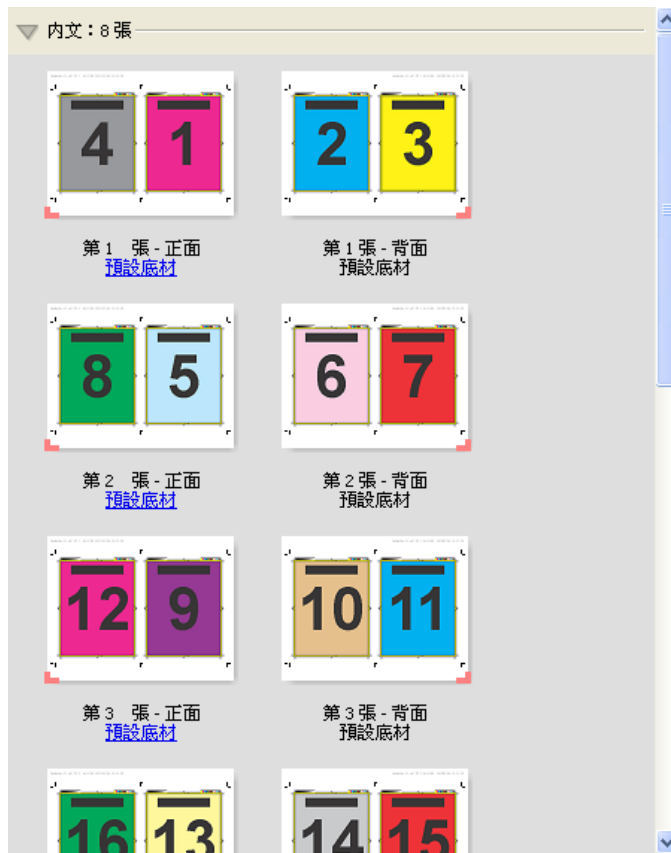 内文：8 張
4 1
2 3
第 1 張 - 正面
預設底材
第 1 張 - 背面
預設底材
8 5
6 7
第 2 張 - 正面
預設底材
第 2 張 - 背面
預設底材
12 9
10 11
第 3 張 - 正面
預設底材
第 3 張 - 背面
預設底材
16 13
14 15